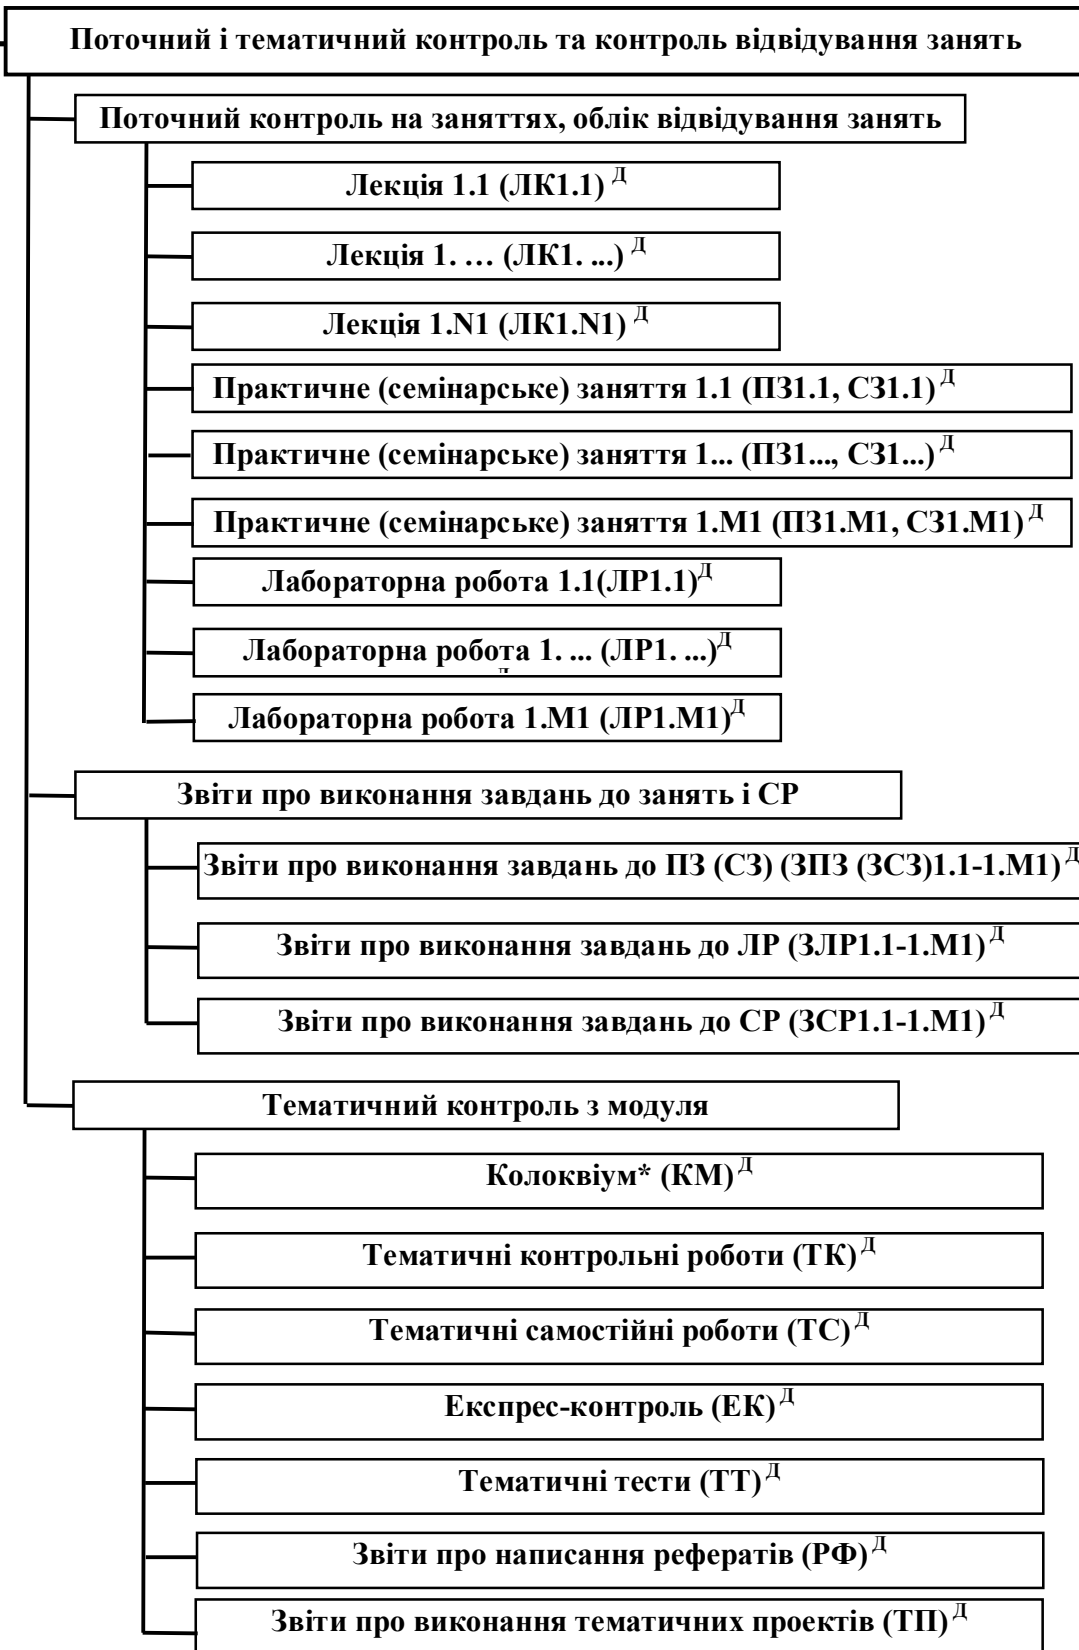 Поточний і тематичний контроль та контроль відвідування занять
Поточний контроль на заняттях, облік відвідування занять
Лекція 1.1 (ЛК1.1) Д
Лекція 1. … (ЛК1. ...) Д
Лекція 1.N1 (ЛК1.N1) Д
Практичне (семінарське) заняття 1.1 (ПЗ1.1, СЗ1.1) Д
Практичне (семінарське) заняття 1... (ПЗ1..., СЗ1...) Д
Практичне (семінарське) заняття 1.М1 (ПЗ1.М1, СЗ1.М1) Д
Лабораторна робота 1.1(ЛР1.1)Д
Лабораторна робота 1. ... (ЛР1. ...)Д
Лабораторна робота 1.М1 (ЛР1.М1)Д
Звіти про виконання завдань до занять і СР
Звіти про виконання завдань до ПЗ (СЗ) (ЗПЗ (ЗСЗ)1.1-1.М1) Д
Звіти про виконання завдань до ЛР (ЗЛР1.1-1.М1) Д
Звіти про виконання завдань до СР (ЗСР1.1-1.М1) Д
Тематичний контроль з модуля
Колоквіум* (КМ) Д
Тематичні контрольні роботи (ТК) Д
Тематичні самостійні роботи (ТС) Д
Експрес-контроль (ЕК) Д
Тематичні тести (ТТ) Д
Звіти про написання рефератів (РФ) Д
Звіти про виконання тематичних проектів (ТП) Д